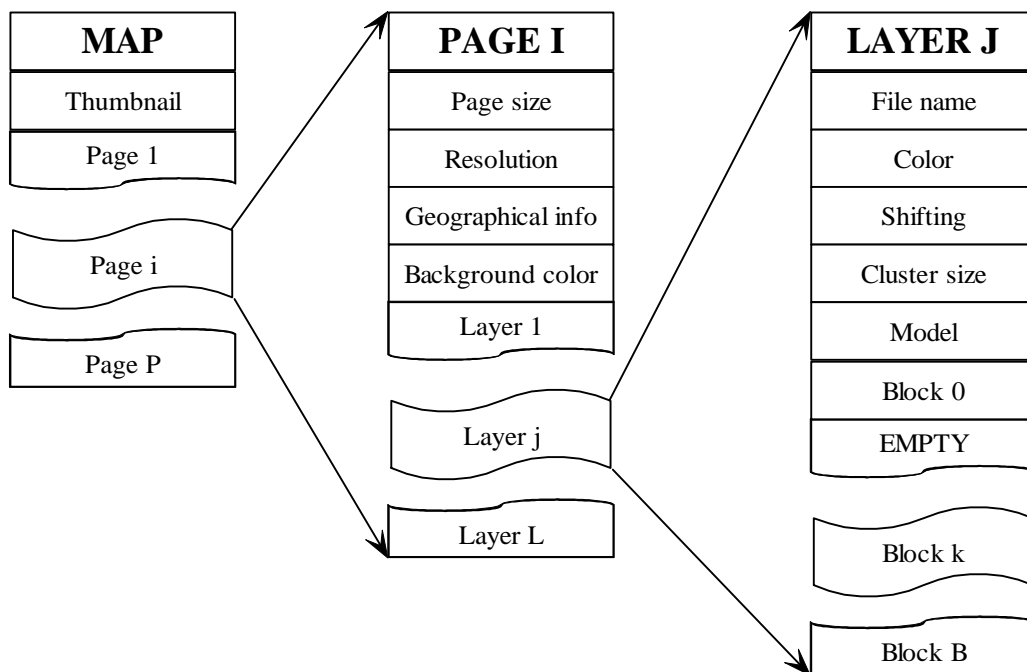 MAP
Thumbnail
Page 1
Page i
Page P
PAGE I
Page size
Resolution
Geographical info
Background color
Layer 1
Layer j
Layer L
LAYER J
File name
Color
Shifting
Cluster size
Model
Block 0
EMPTY
Block k
Block B